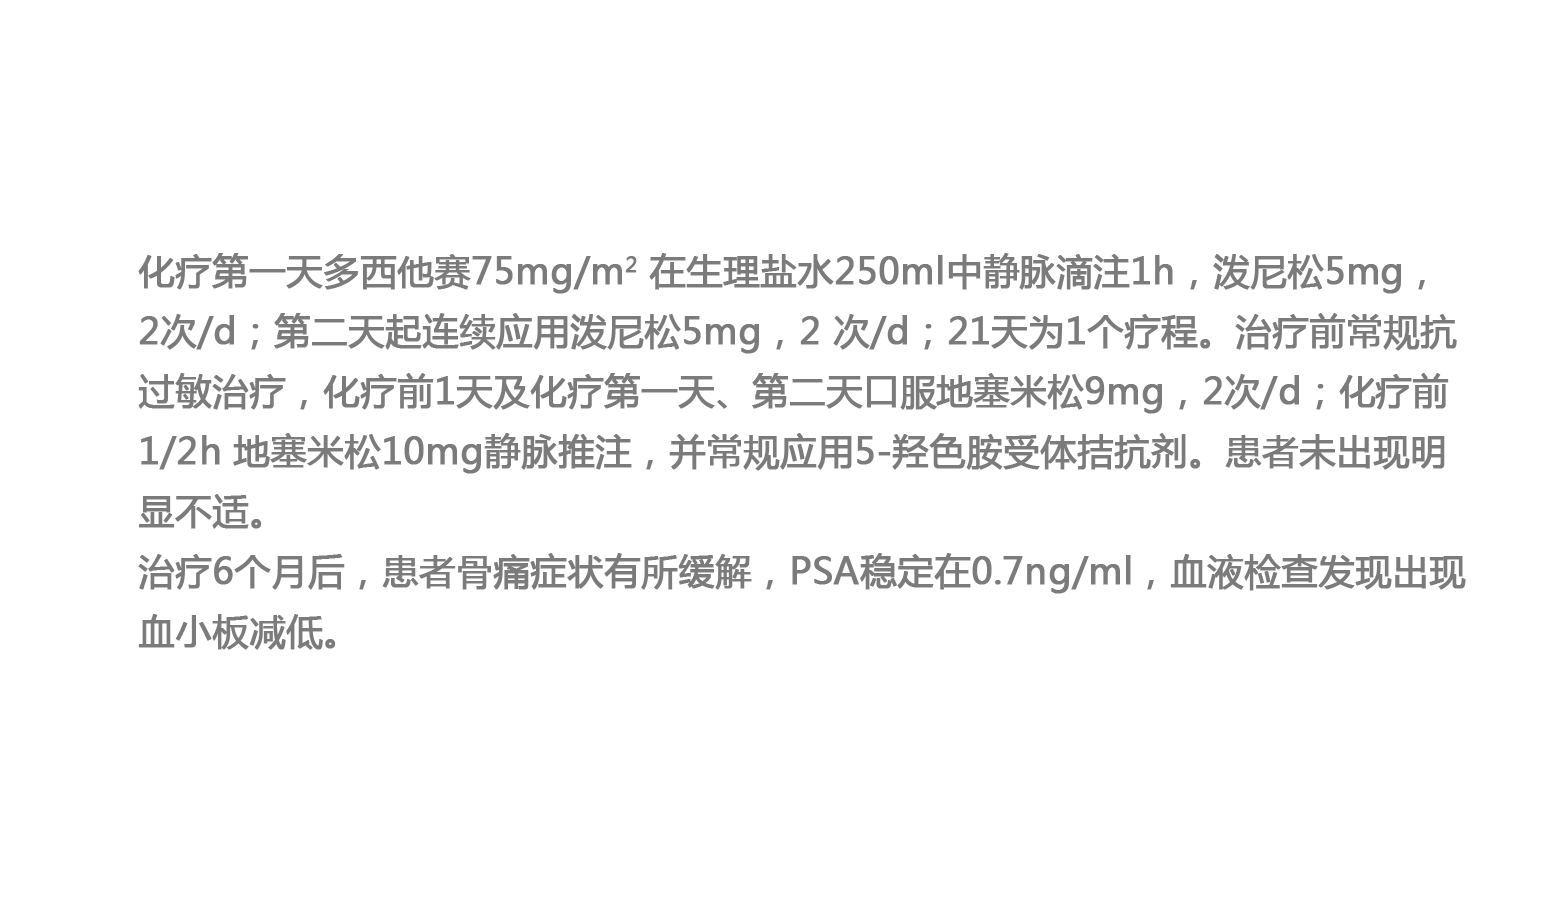 化疗第一天多西他赛75mg/m² 在生理盐水250ml中静脉滴注1h，泼尼松5mg，
2次/d；第二天起连续应用泼尼松5mg，2 次/d；21天为1个疗程。治疗前常规抗
过敏治疗，化疗前1天及化疗第一天、第二天口服地塞米松9mg，2次/d；化疗前
1/2h 地塞米松10mg静脉推注，并常规应用5-羟色胺受体拮抗剂。患者未出现明
显不适。
治疗6个月后，患者骨痛症状有所缓解，PSA稳定在0.7ng/ml，血液检查发现出现
血小板减低。